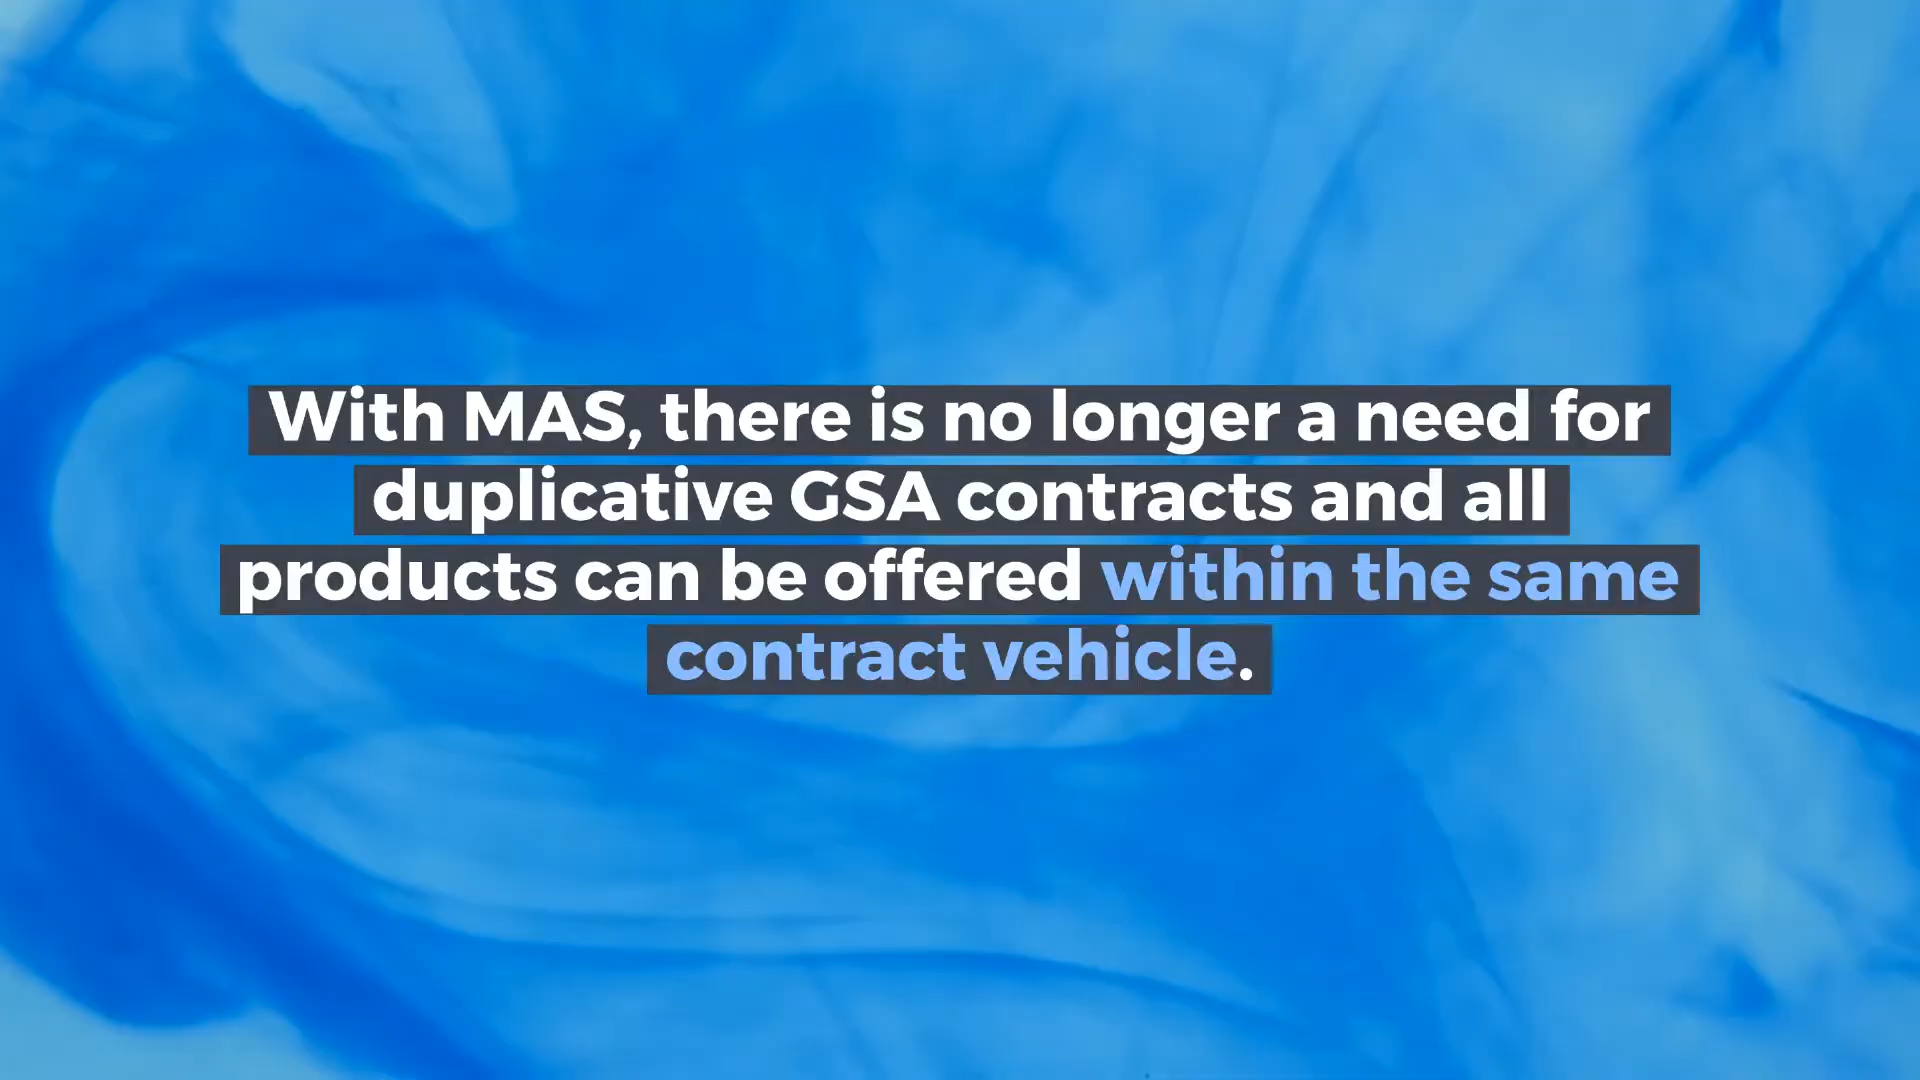 With MAS, there is no longer a need for
duplicative GSA contracts and all
products can be offered within the same
contract vehicle.